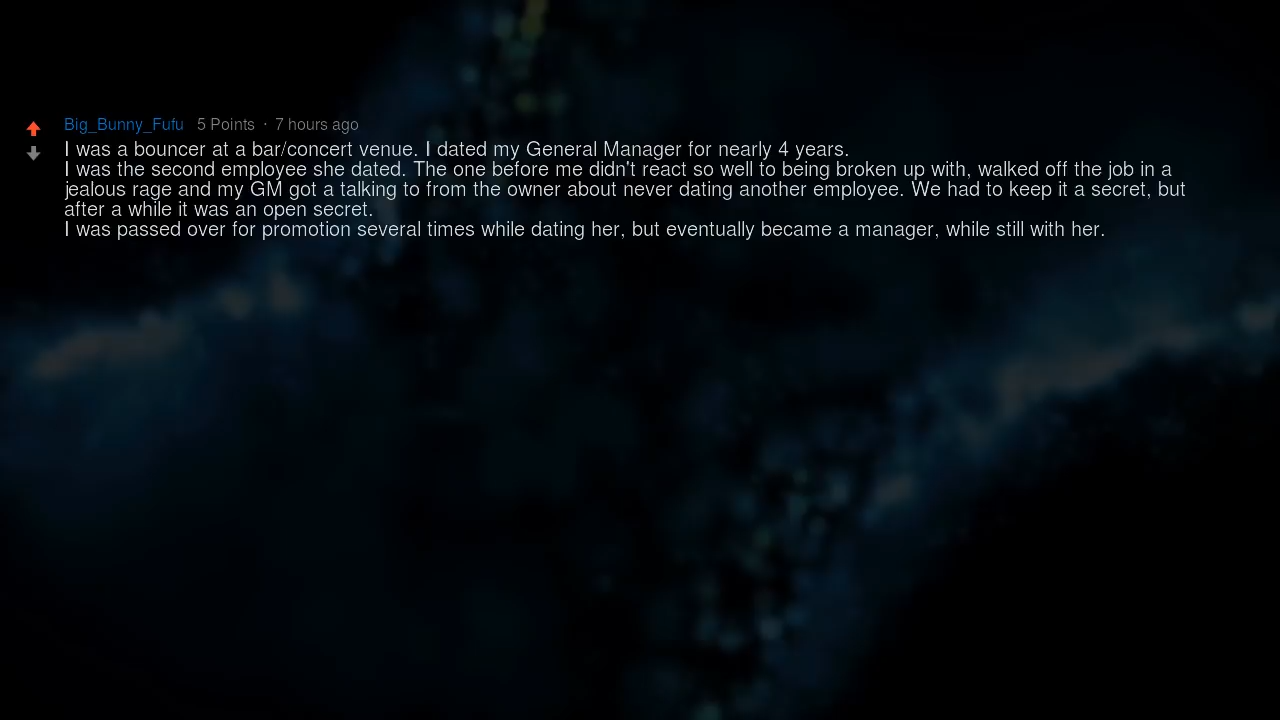 Big_Bunny_Fufu 5 Points · 7 hours ago
I was a bouncer at a bar/concert venue. I dated my General Manager for nearly 4 years.
I was the second employee she dated. The one before me didn't react so well to being broken up with, walked off the job in a
jealous rage and my GM got a talking to from the owner about never dating another employee. We had to keep it a secret, but
after a while it was an open secret.
I was passed over for promotion several times while dating her, but eventually became a manager, while still with her.